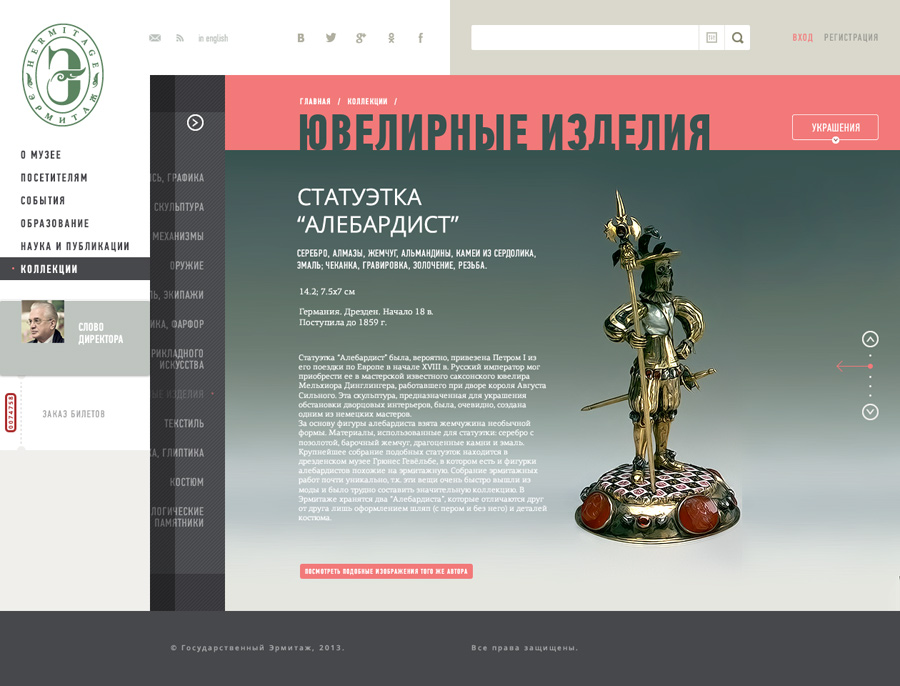 HERMITAGE
Э
ЭРМИТАЖ
in english
В
f
ВХОД
РЕГИСТРАЦИЯ
О МУЗЕЕ
ПОСЕТИТЕЛЯМ
СОБЫТИЯ
ОБРАЗОВАНИЕ
НАУКА И ПУБЛИКАЦИИ
КОЛЛЕКЦИИ
СЛОВО
ДИРЕКТОРА
0074758
ЗАКАЗ БИЛЕТОВ
СЬ, ГРАФИКА
СКУЛЬПТУРА
МЕХАНИЗМЫ
ОРУЖИЕ
Ь, ЭКИПАЖИ
ИКА, ФАРФОР
РИКЛАДНОГО
ИСКУССТВА
ЫЕ ИЗДЕЛИЯ
ТЕКСТИЛЬ
КА, ГЛИПТИКА
КОСТЮМ
ЛОГИЧЕСКИЕ
ПАМЯТНИКИ
ГЛАВНАЯ / КОЛЛЕКЦИИ /
ЮВЕЛИРНЫЕ ИЗДЕЛИЯ
УКРАШЕНИЯ
СТАТУЭТКА
“АЛЕБАРДИСТ”
СЕРЕБРО, АЛМАЗЫ, ЖЕМЧУГ, АЛЬМАНДИНЫ, КАМЕИ ИЗ СЕРДОЛИКА,
ЭМАЛЬ; ЧЕКАНКА, ГРАВИРОВКА, ЗОЛОЧЕНИЕ, РЕЗЬБА.
14.2; 7.5х7 см
Германия. Дрезден. Начало 18 в.
Поступила до 1859 г.
Статуэтка “Алебардист” была, вероятно, привезена Петром I из
его поездки по Европе в начале XVIII в. Русский император мог
приобрести ее в мастерской известного саксонского ювелира
Мельхиора Динглингера, работавшего при дворе короля Августа
Сильного. Эта скульптура, предназначенная для украшения
обстановки дворцовых интерьеров, была, очевидно, создана
одним из немецких мастеров.
За основу фигуры алебардиста взята жемчужина необычной
формы. Материалы, использованные для статуэтки: серебро с
позолотой, барочный жемчуг, драгоценные камни и эмаль.
Крупнейшее собрание подобных статуэток находится в
дрезденском музее Грюнес Гевёльбе, в котором есть и фигурки
алебардистов похожие на эрмитажную. Собрание эрмитажных
работ почти уникально, т.к. эти вещи очень быстро вышли из
моды и было трудно составить значительную коллекцию. В
Эрмитаже хранятся два “Алебардиста”, которые отличаются друг
от друга лишь оформлением шляп (с пером и без него) и деталей
костюма.
ПОСМОТРЕТЬ ПОДОБНЫЕ ИЗОБРАЖЕНИЯ ТОГО ЖЕ АВТОРА
© Государственный Эрмитаж, 2013.
Все права защищены.